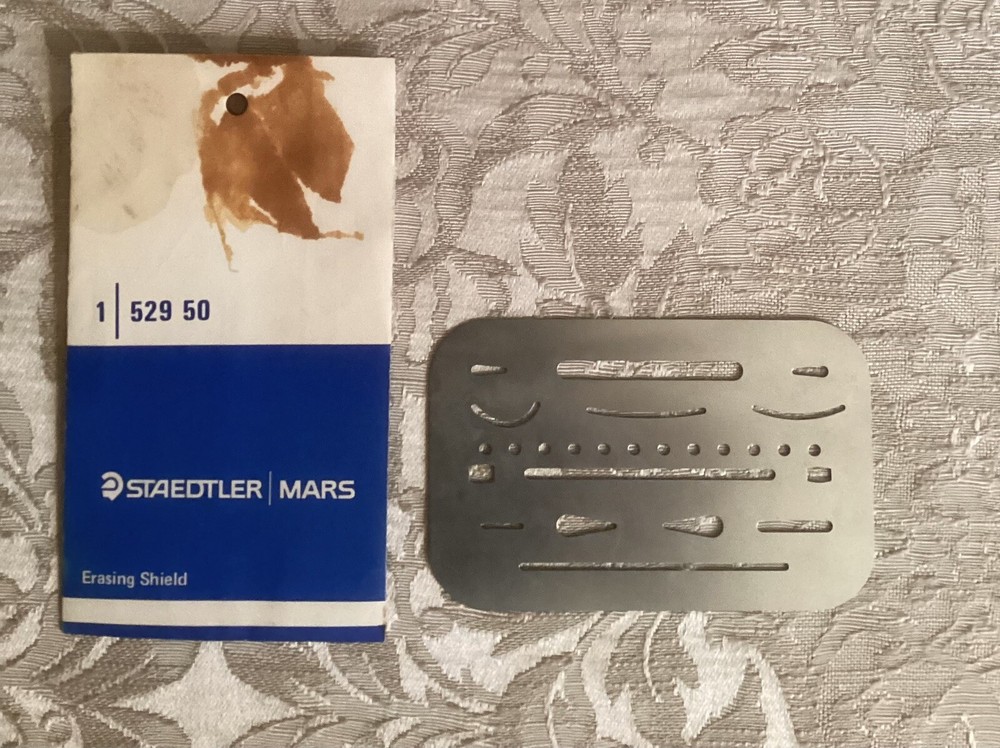 1 | 529 50
STAEDTLER | MARS
Erasing Shield